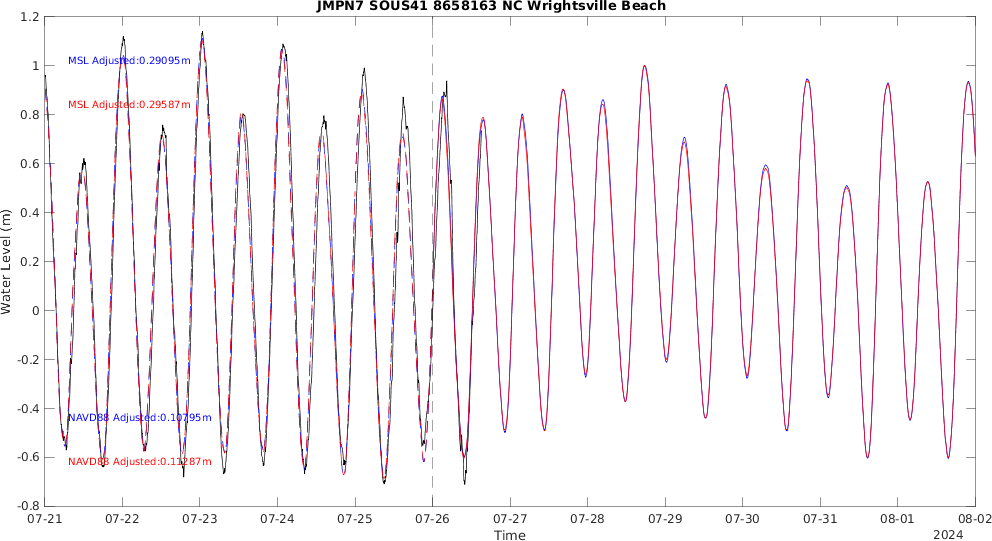 JMPN7 SOUS41 8658163 NC Wrightsville Beach
1.2
1
0.8
0.6
0.4
0.2
0
-0.2
-0.4
-0.6
-0.8
Water Level (m)
MSL Adjusted:0.29095m
MSL Adjusted:0.29587m
NAVD88 Adjusted:0.10795m
NAVD88 Adjusted:0.11287m
07-21 07-22 07-23 07-24 07-25 07-26 07-27 07-28 07-29 07-30 07-31 08-01 08-02
Time
2024